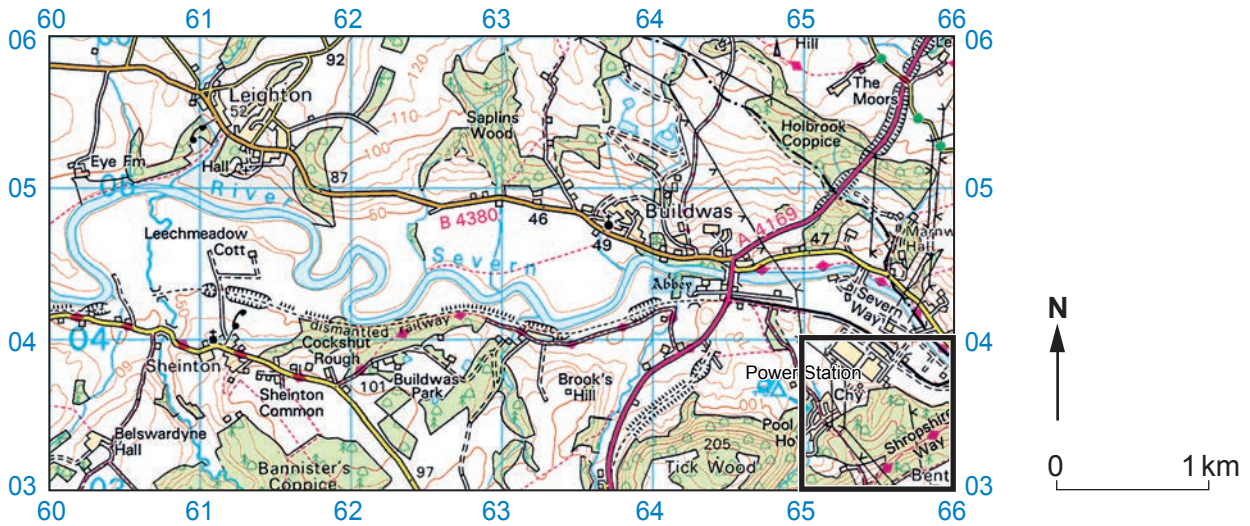 60 61 62 63 64 65 66
06 06
92
120
Hill
The
Moors
Leighton
52
110
Saplins
Wood
Holbrook
Coppice
100
Eye Fm
Hall
05 05
River
87
60
B 4380
46
Buildwas
A 4169
49
47
Leechmeadow
Cott
Severn
Abbey
Hall
Severn
Way
dismantled railway
04 04 04
Cockshut
Rough
Sheinton
101
Buildwas
Park
Brook's
Hill
Power Station
Chy
Sheinton
Common
Shropshire
Way
Belswardyne
Hall
Pool
Ho
205
Tick Wood
Bannister's
Coppice
97
Bent
03 03
60 61 62 63 64 65 66
N
0 1 km